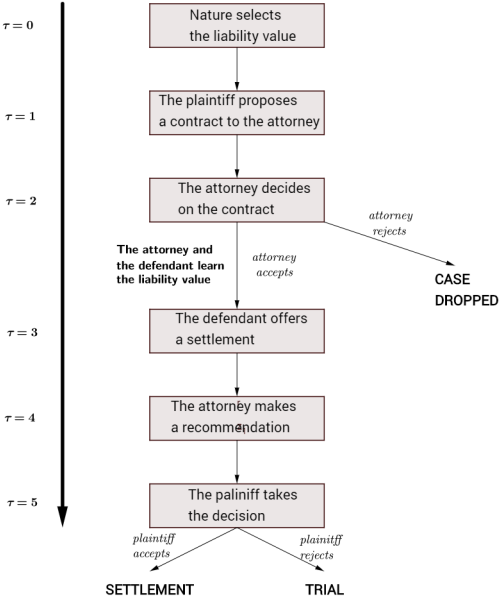 τ = 0
Nature selects
the liability value
τ = 1
The plaintiff proposes
a contract to the attorney
τ = 2
The attorney decides
on the contract
attorney
rejects
The attorney and
the defendant learn
the liability value
attorney
accepts
CASE
DROPPED
τ = 3
The defendant offers
a settlement
τ = 4
The attorney makes
a recommendation
τ = 5
The paliniff takes
the decision
plaintiff
accepts
plainitff
rejects
SETTLEMENT
TRIAL